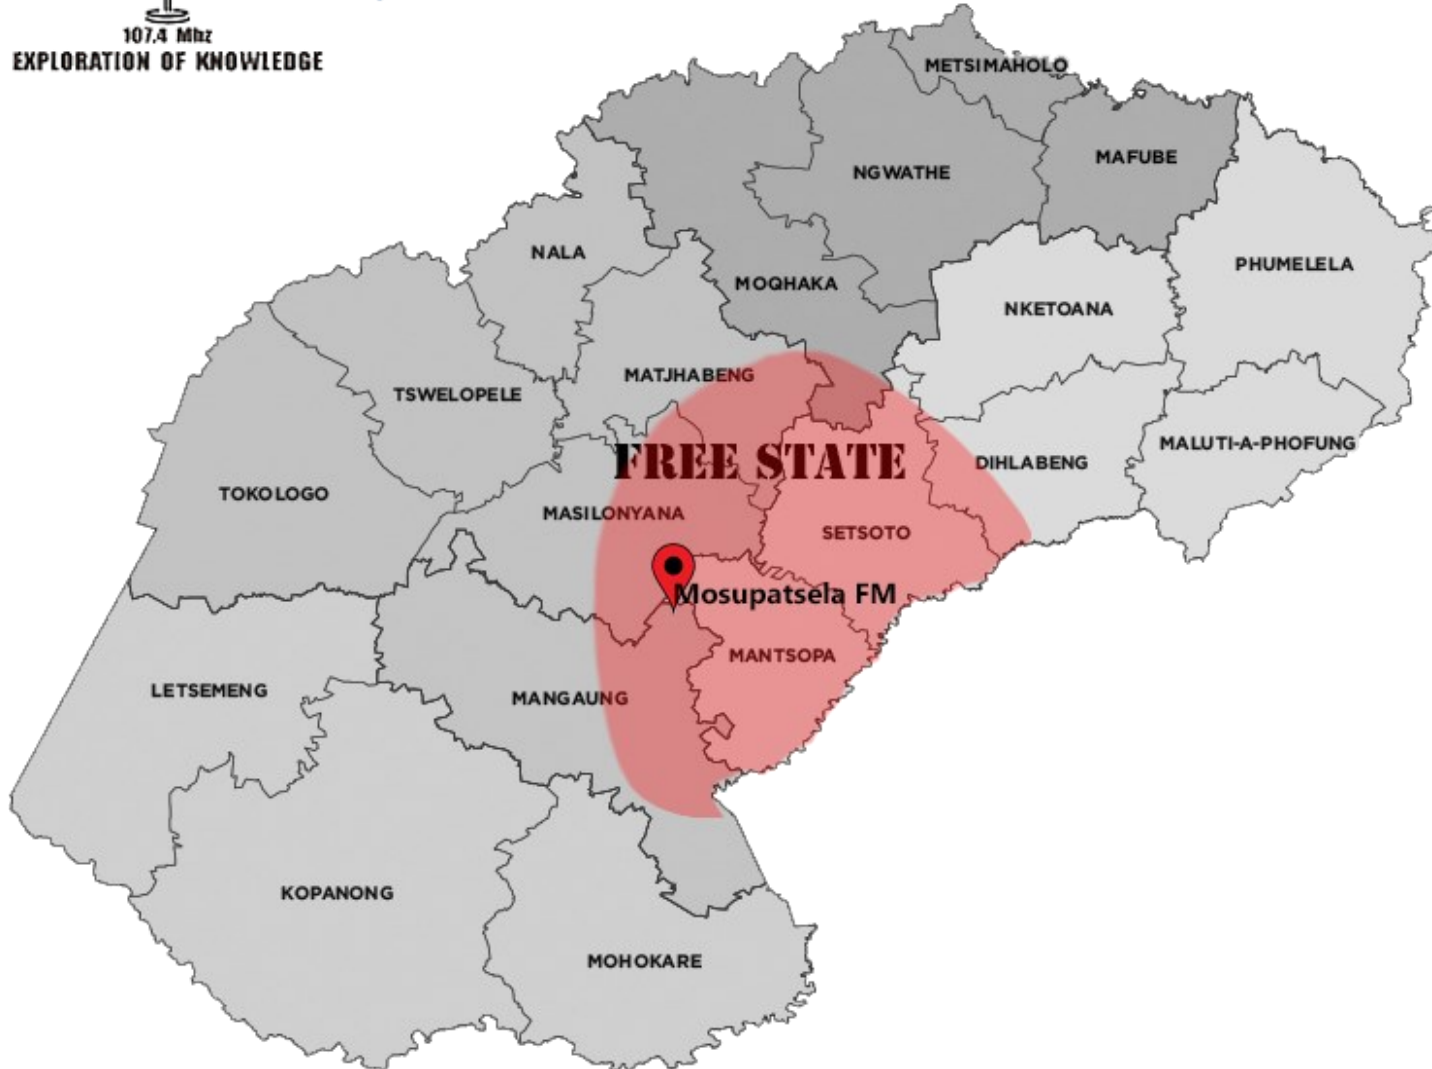 107.4 Mhz
EXPLORATION OF KNOWLEDGE
METSIMAHOLO
MAFUBE
NGWATHE
NALA
PHUMELELA
MOQHAKA
NKETOANA
MATJHABENG
TSWELOPELE
MALUTI-A-PHOFUNG
FREE STATE
DIHLABENG
TOKOLOGO
MASILONYANA
SETSOTO
Mosupatsela FM
MANTSOPA
LETSEMENG
MANGAUNG
KOPANONG
MOHOKARE